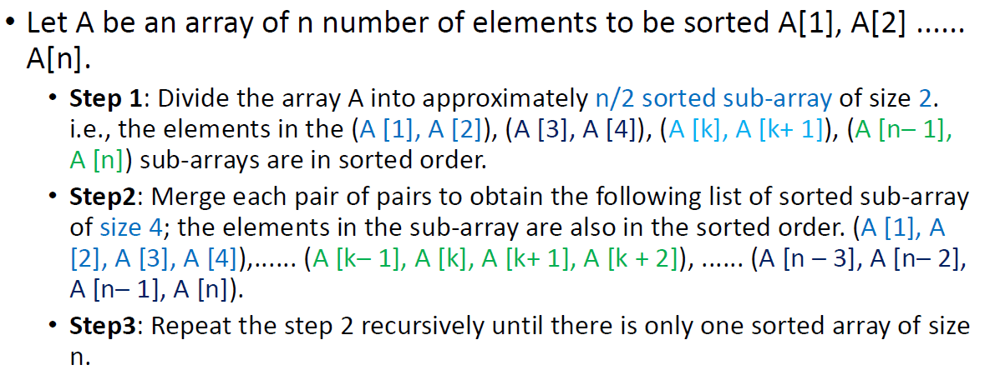 • Let A be an array of n number of elements to be sorted A[1], A[2] ......
A[n].
• Step 1: Divide the array A into approximately n/2 sorted sub-array of size 2.
i.e., the elements in the (A [1], A [2]), (A [3], A [4]), (A [k], A [k+ 1]), (A [n– 1],
A [n]) sub-arrays are in sorted order.
• Step2: Merge each pair of pairs to obtain the following list of sorted sub-array
of size 4; the elements in the sub-array are also in the sorted order. (A [1], A
[2], A [3], A [4]),...... (A [k– 1], A [k], A [k+ 1], A [k + 2]), ...... (A [n – 3], A [n– 2],
A [n– 1], A [n]).
• Step3: Repeat the step 2 recursively until there is only one sorted array of size
n.